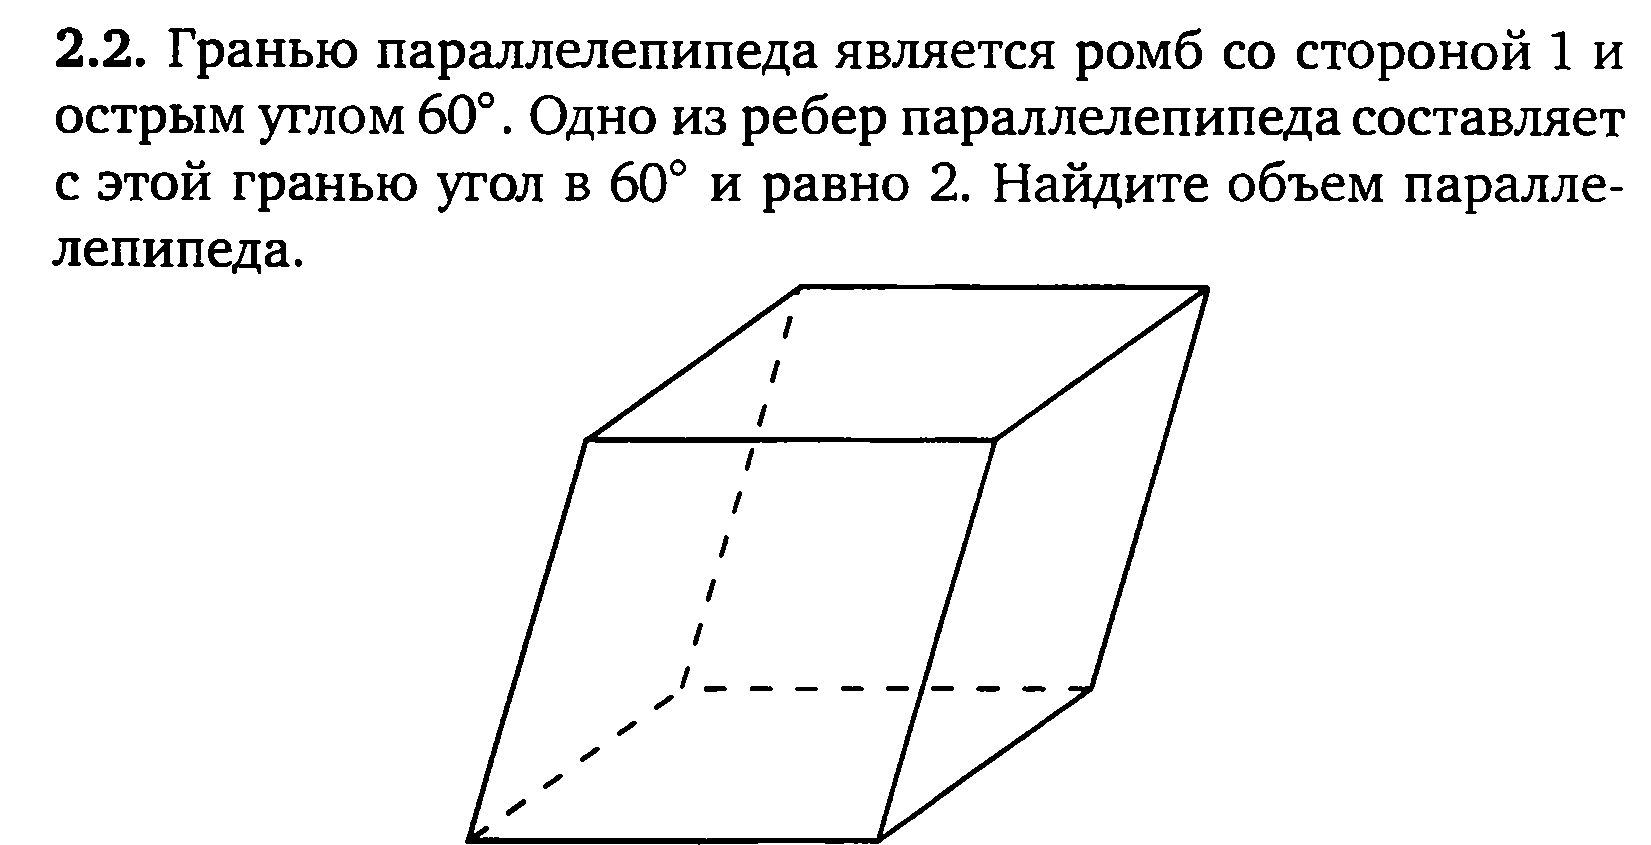 2.2. Гранью параллелепипеда является ромб со стороной 1 и
острым углом 60°. Одно из ребер параллелепипеда составляет
с этой гранью угол в 60° и равно 2. Найдите объем паралле-
лепипеда.